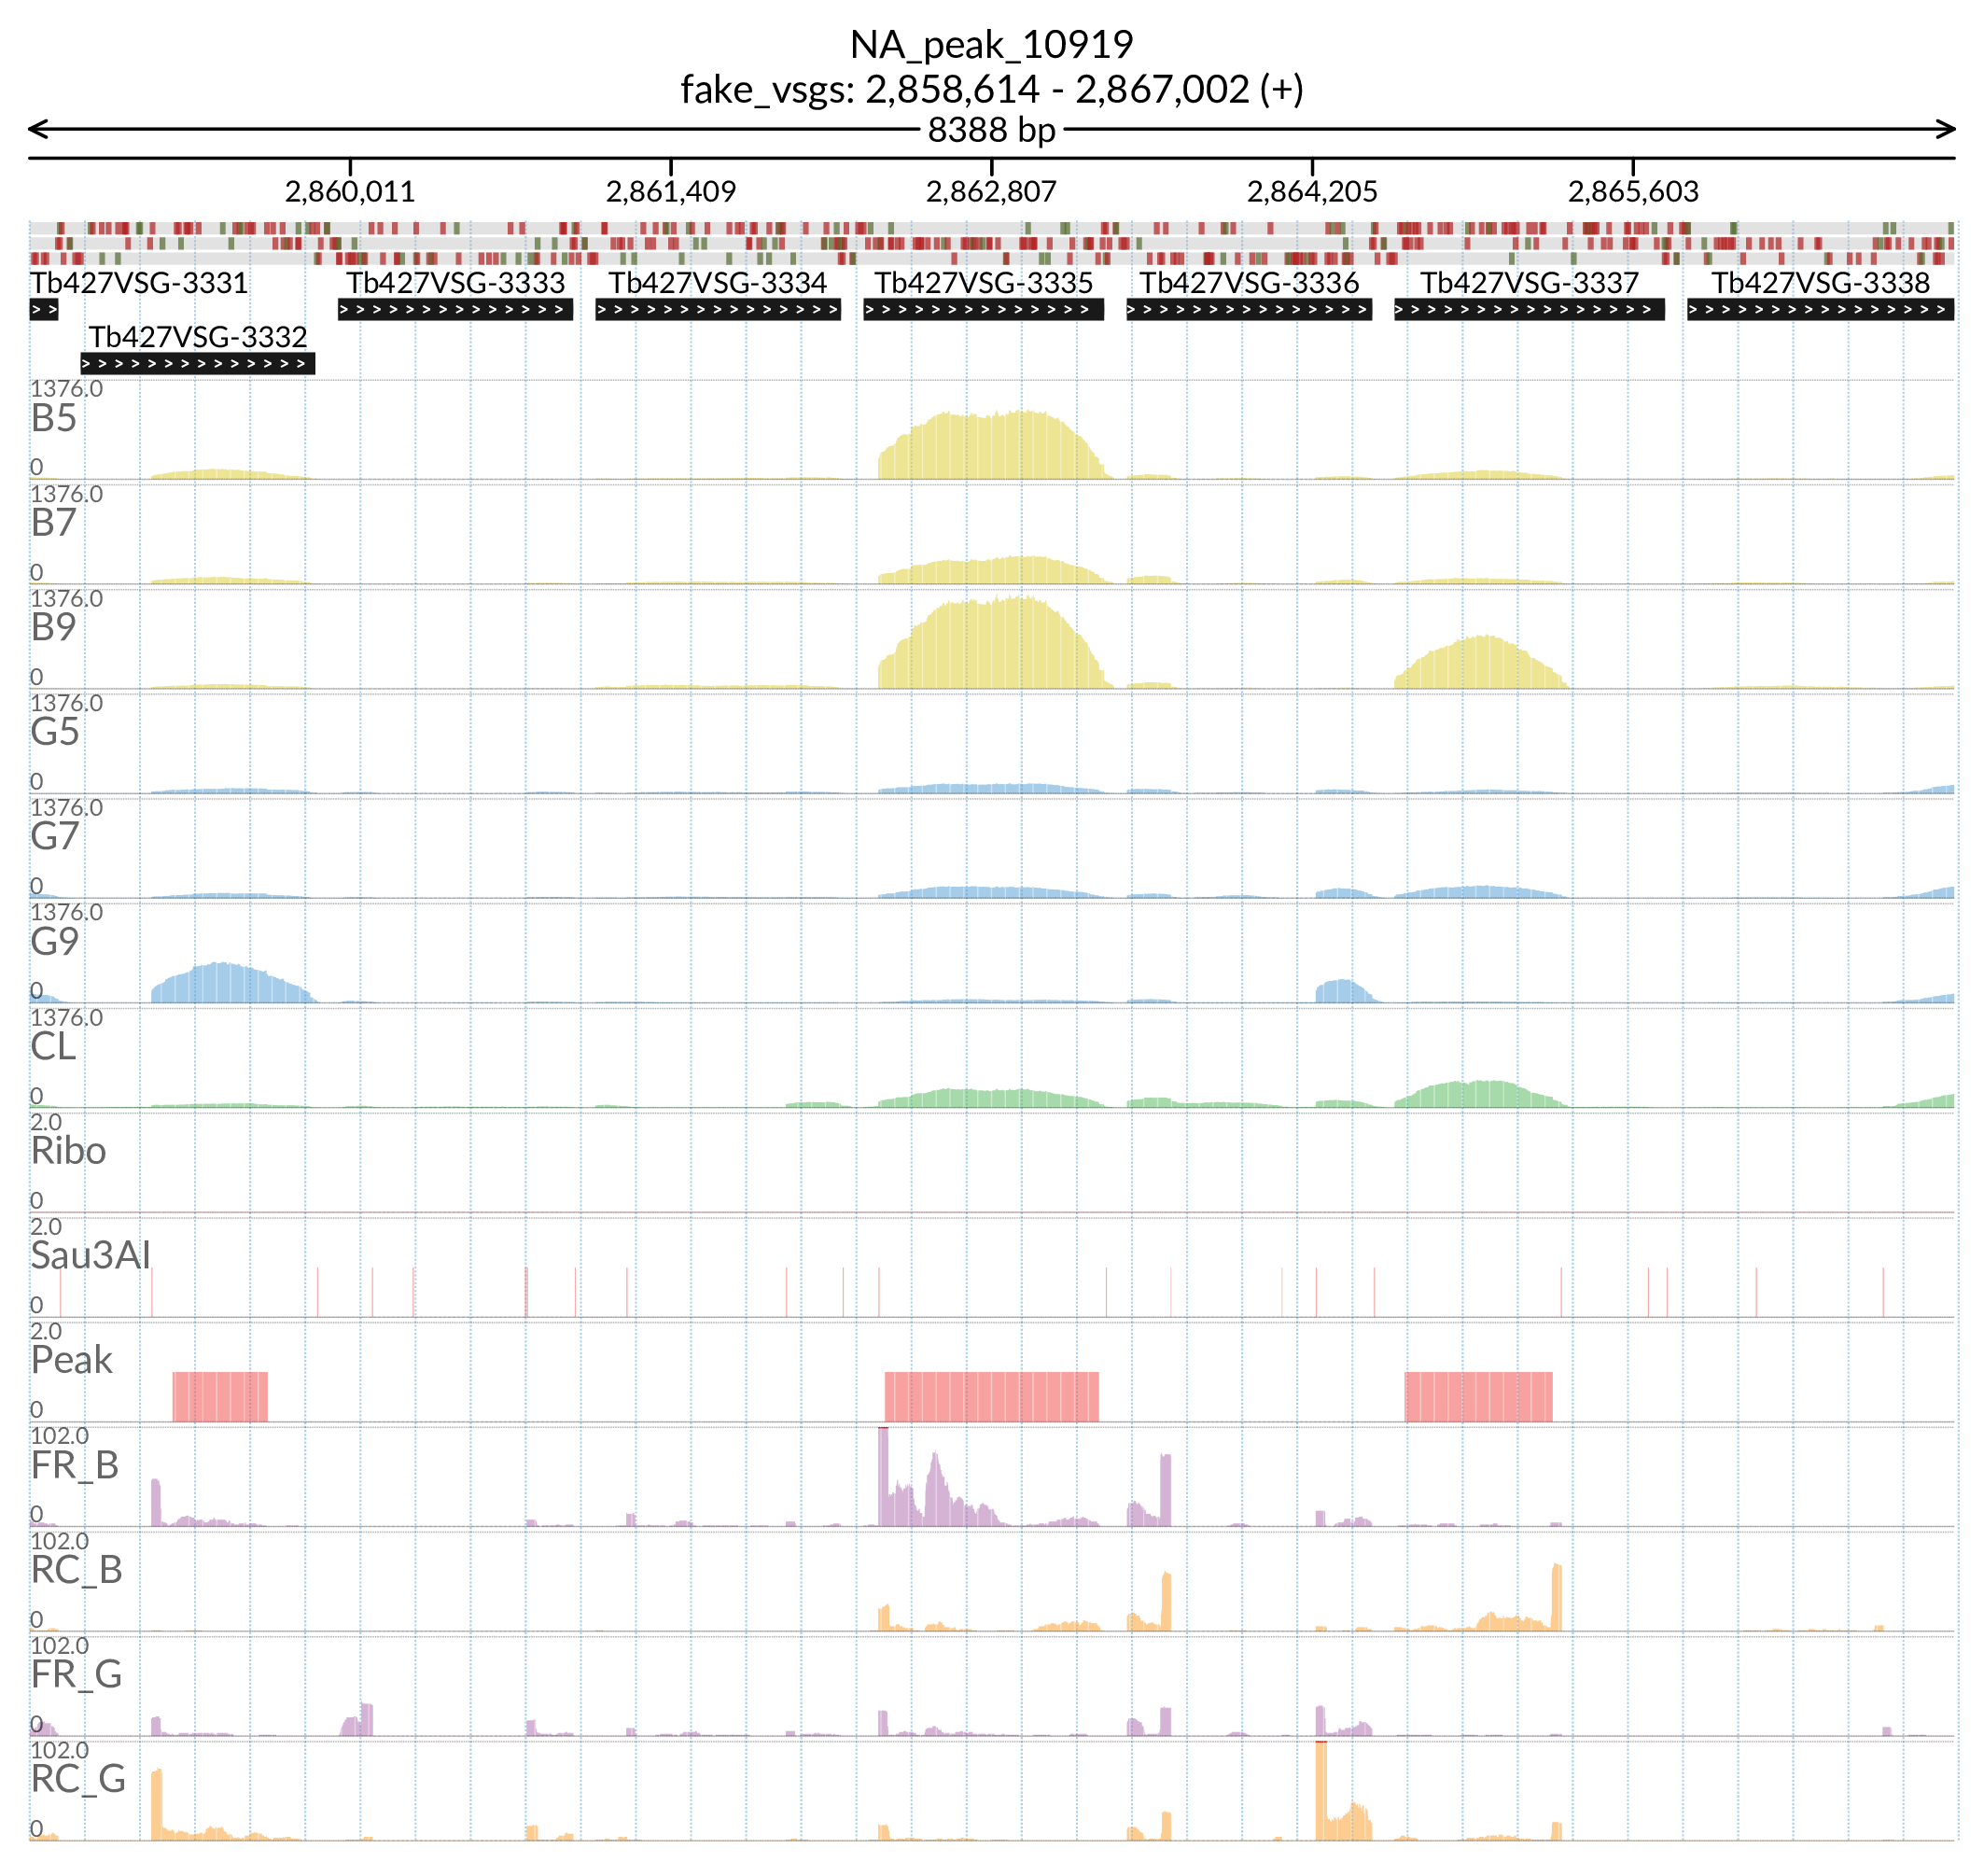 NA_peak_10919
fake_vsgs: 2,858,614 - 2,867,002 (+)
8388 bp
2,860,011 2,861,409 2,862,807 2,864,205 2,865,603
Tb427VSG-3331 Tb427VSG-3333 Tb427VSG-3334 Tb427VSG-3335 Tb427VSG-3336 Tb427VSG-3337 Tb427VSG-3338
Tb427VSG-3332
1376.0
B5
0
1376.0
B7
0
1376.0
B9
0
1376.0
G5
0
1376.0
G7
0
1376.0
G9
0
1376.0
CL
0
2.0
Ribo
0
2.0
Sau3AI
0
2.0
Peak
0
102.0
FR_B
0
102.0
RC_B
0
102.0
FR_G
0
102.0
RC_G
0